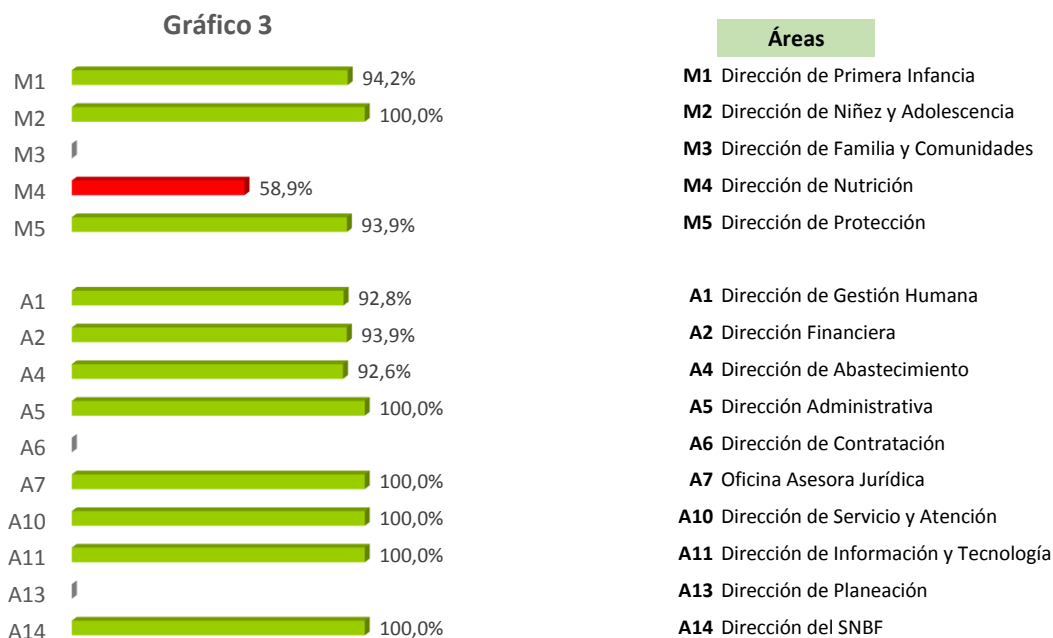 Gráfico 3
M1 94,2%
M2 100,0%
M3
M4 58,9%
M5 93,9%
A1 92,8%
A2 93,9%
A4 92,6%
A5 100,0%
A6
A7 100,0%
A10 100,0%
A11 100,0%
A13
A14 100,0%
Áreas
M1 Dirección de Primera Infancia
M2 Dirección de Niñez y Adolescencia
M3 Dirección de Familia y Comunidades
M4 Dirección de Nutrición
M5 Dirección de Protección
A1 Dirección de Gestión Humana
A2 Dirección Financiera
A4 Dirección de Abastecimiento
A5 Dirección Administrativa
A6 Dirección de Contratación
A7 Oficina Asesora Jurídica
A10 Dirección de Servicio y Atención
A11 Dirección de Información y Tecnología
A13 Dirección de Planeación
A14 Dirección del SNBF